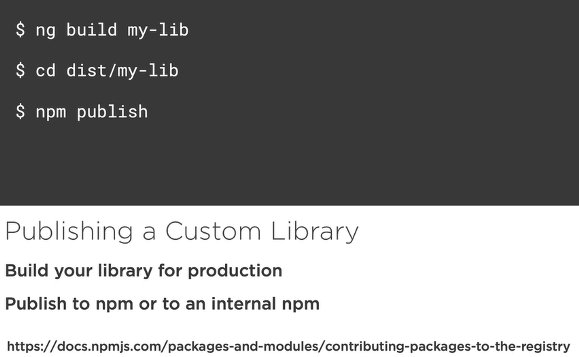 $ ng build my-lib
$ cd dist/my-lib
$ npm publish
Publishing a Custom Library
Build your library for production
Publish to npm or to an internal npm
https://docs.npmjs.com/packages-and-modules/contributing-packages-to-the-registry